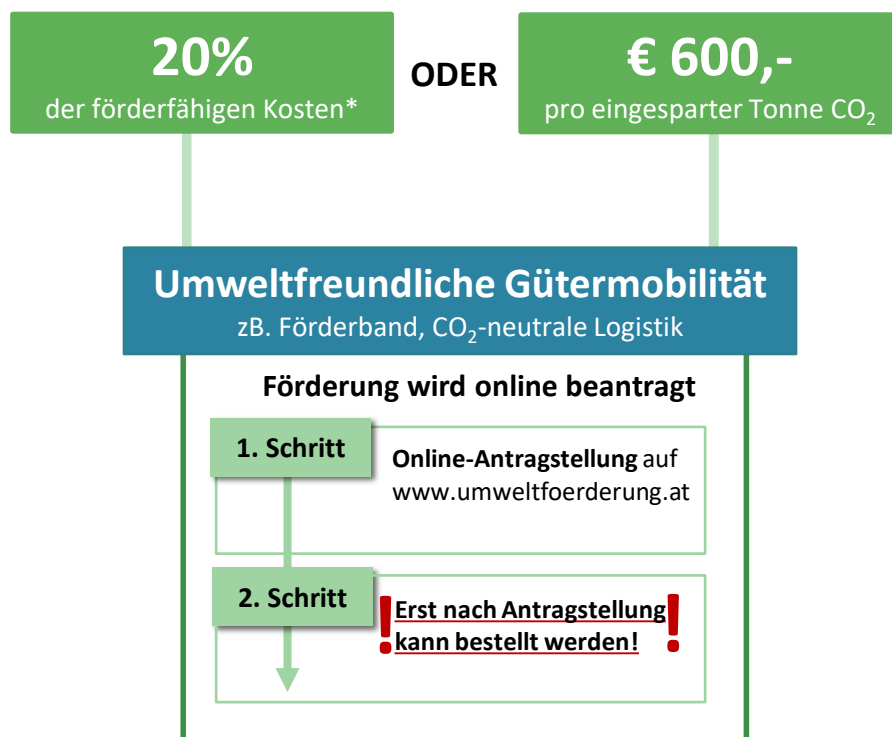 20%
der förderfähigen Kosten*
ODER
€ 600,-
pro eingesparter Tonne CO₂
Umweltfreundliche Gütermobilität
zB. Förderband, CO₂-neutrale Logistik
Förderung wird online beantragt
1. Schritt
Online-Antragstellung auf
www.umweltfoerderung.at
2. Schritt
! Erst nach Antragstellung !
kann bestellt werden!